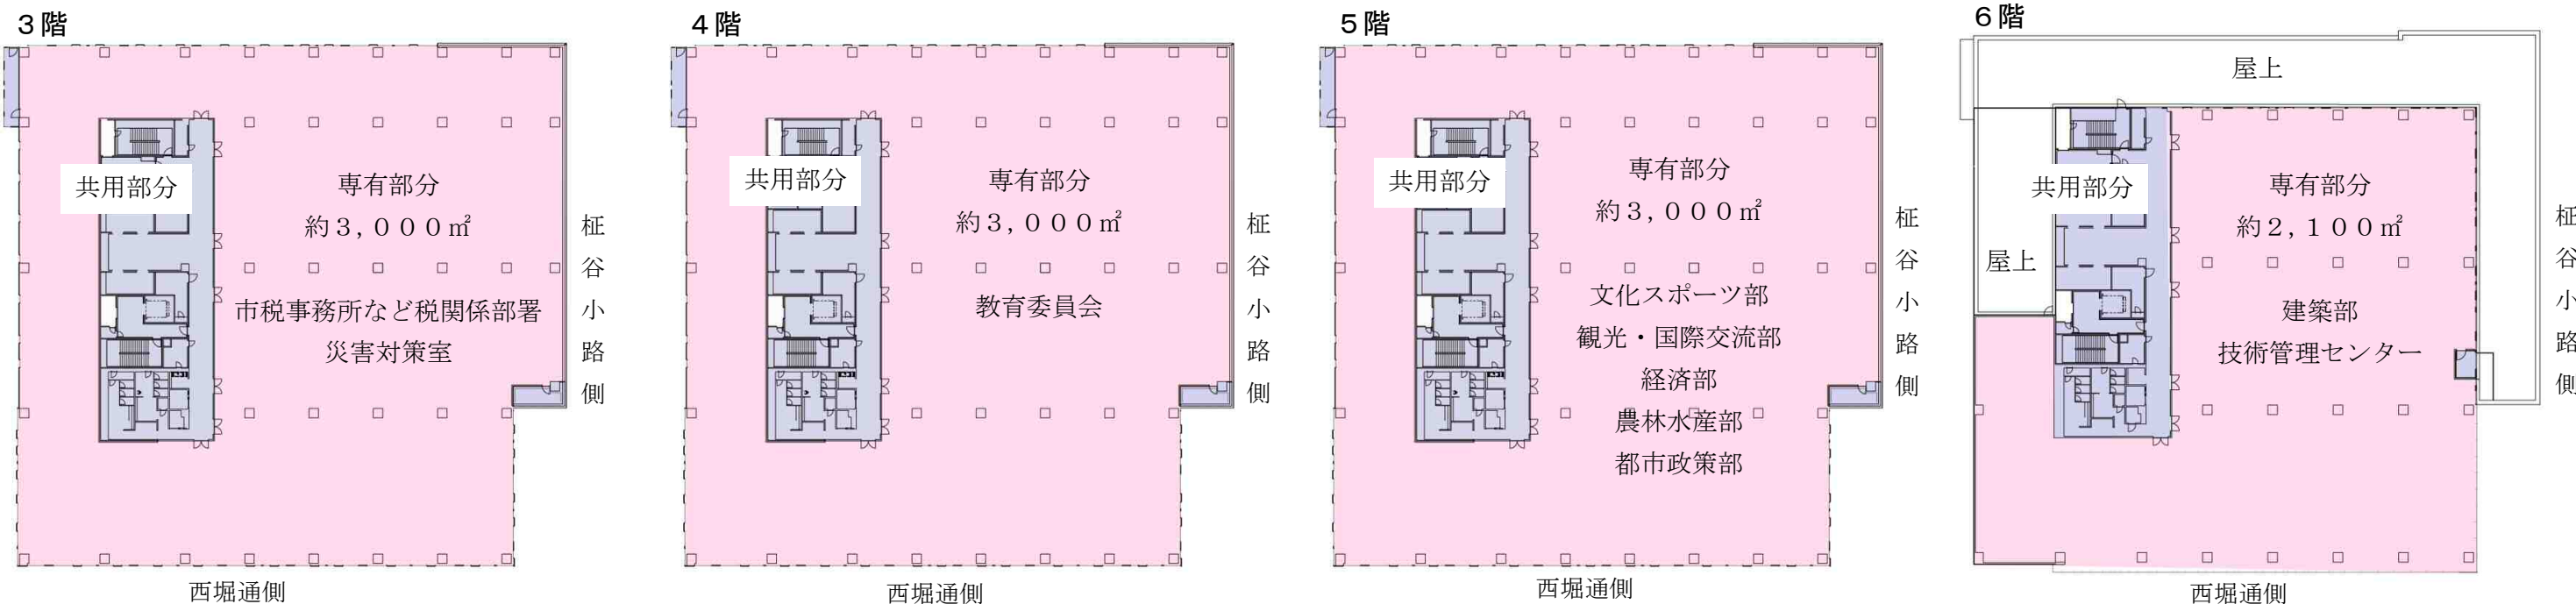 3階
共用部分
専有部分
約3,000㎡
市税事務所など税関係部署
災害対策室
柾谷小路側
西堀通側
4階
共用部分
専有部分
約3,000㎡
教育委員会
柾谷小路側
西堀通側
5階
共用部分
専有部分
約3,000㎡
文化スポーツ部
観光・国際交流部
経済部
農林水産部
都市政策部
柾谷小路側
西堀通側
6階
屋上
屋上
共用部分
専有部分
約2,100㎡
建築部
技術管理センター
柾谷小路側
西堀通側